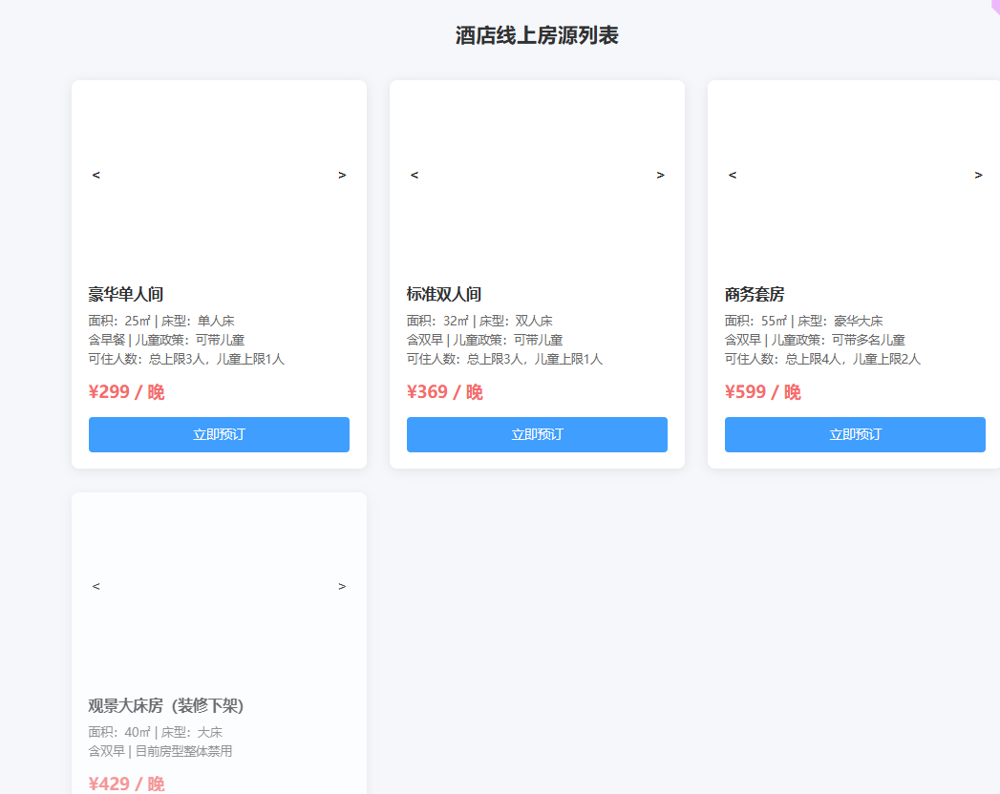 酒店线上房源列表
< >
< >
< >
豪华单人间
面积：25㎡ | 床型：单人床
含早餐 | 儿童政策：可带儿童
可住人数：总上限3人，儿童上限1人
¥299 / 晚
立即预订
标准双人间
面积：32㎡ | 床型：双人床
含双早 | 儿童政策：可带儿童
可住人数：总上限3人，儿童上限1人
¥369 / 晚
立即预订
商务套房
面积：55㎡ | 床型：豪华大床
含双早 | 儿童政策：可带多名儿童
可住人数：总上限4人，儿童上限2人
¥599 / 晚
立即预订
< >
观景大床房（装修下架）
面积：40㎡ | 床型：大床
含双早 | 目前房型整体禁用
¥429 / 晚